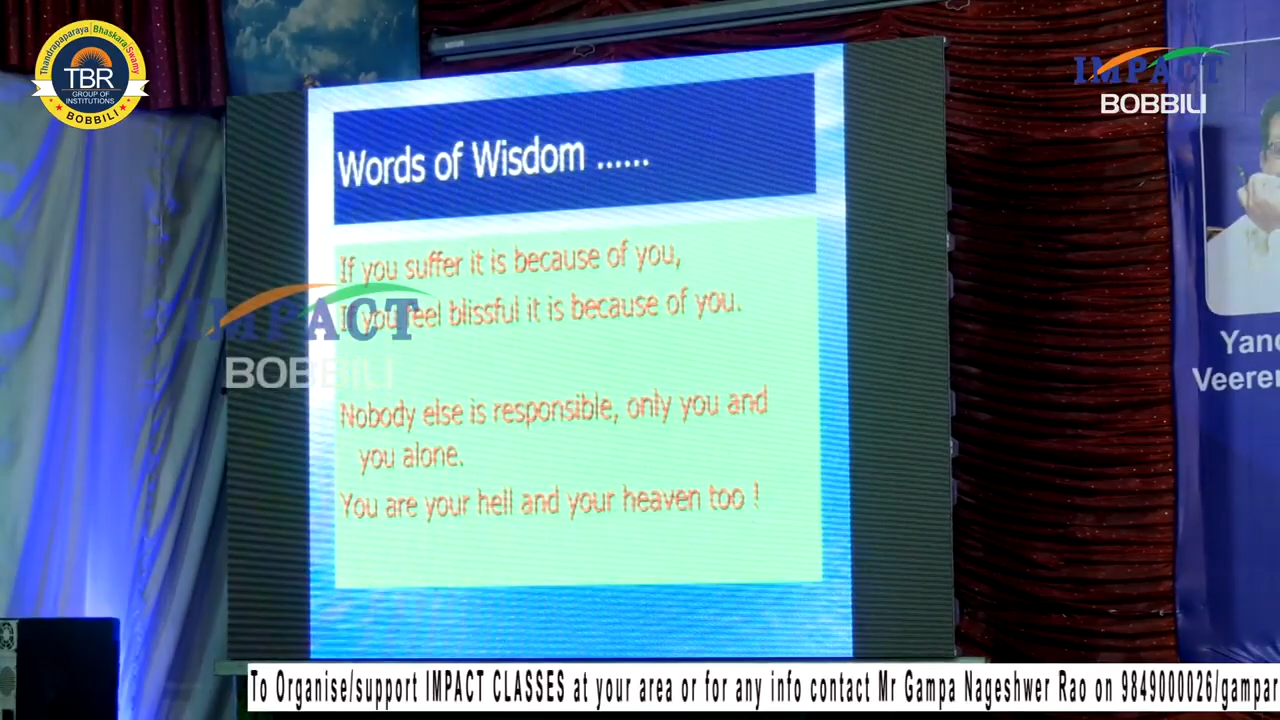 Thandrapaparaya Bhaskara Swamy
TBR
GROUP OF
INSTITUTIONS
BOBBILI
IMPACT
BOBBILI
Words of Wisdom ......
If you suffer it is because of you,
If you feel blissful it is because of you.
IMPACT
BOBBILI
Nobody else is responsible, only you and
you alone.
You are your hell and your heaven too !
To Organise/support IMPACT CLASSES at your area or for any info contact Mr Gampa Nageshwer Rao on 9849000026/gampar